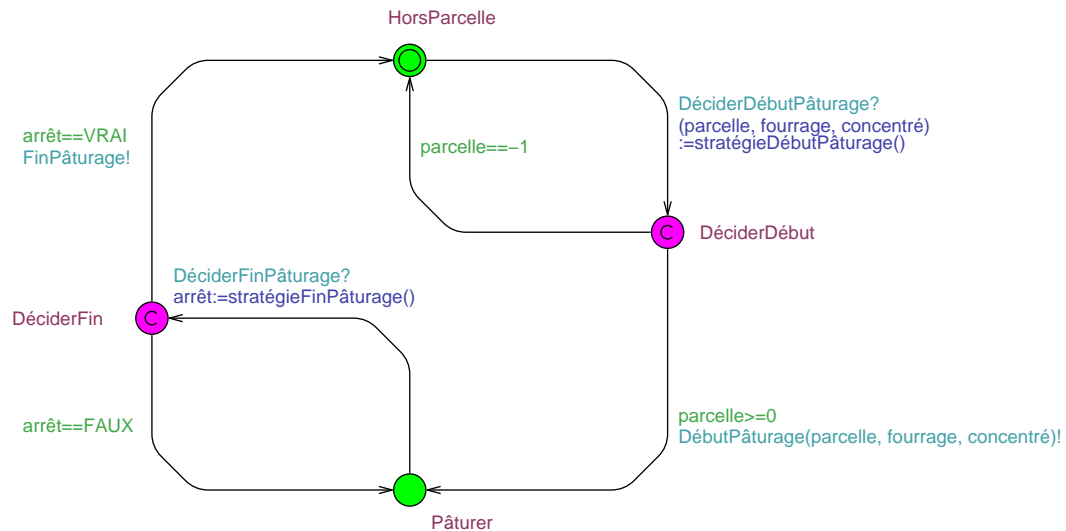 HorsParcelle
DéciderDébutPâturage?
(parcelle, fourrage, concentré)
:=stratégieDébutPâturage()
arrêt==VRAI
FinPâturage!
parcelle==−1
C
DéciderDébut
DéciderFinPâturage?
arrêt:=stratégieFinPâturage()
DéciderFin
C
arrêt==FAUX
parcelle>=0
DébutPâturage(parcelle, fourrage, concentré)!
Pâturer